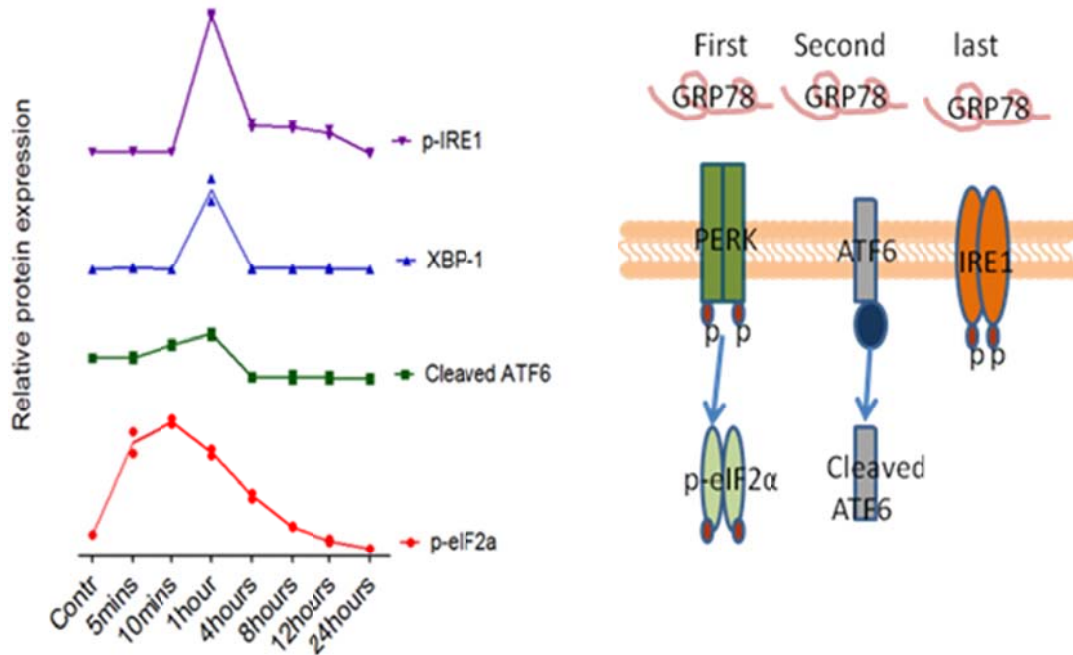 Relative protein expression
p-IRE1
XBP-1
Cleaved ATF6
p-eIF2a
Contr
5mins
10mins
1hour
4hours
8hours
12hours
24hours
First Second last
GRP78 GRP78 GRP78
PERK ATF6 IRE1
p p
p p
p-eIF2α
Cleaved
ATF6